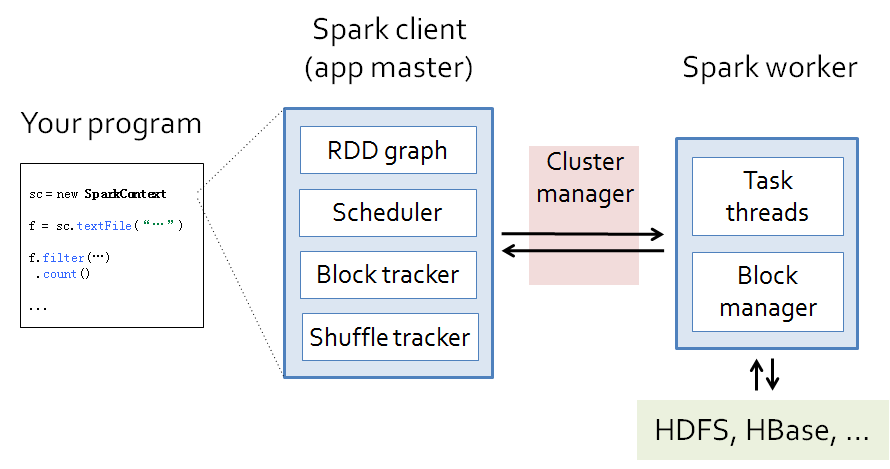 Your program
sc = new SparkContext
f = sc.textFile(“…”)
f.filter(…)
.count()
...
Spark client
(app master)
RDD graph
Scheduler
Block tracker
Shuffle tracker
Cluster
manager
Spark worker
Task
threads
Block
manager
HDFS, HBase, …